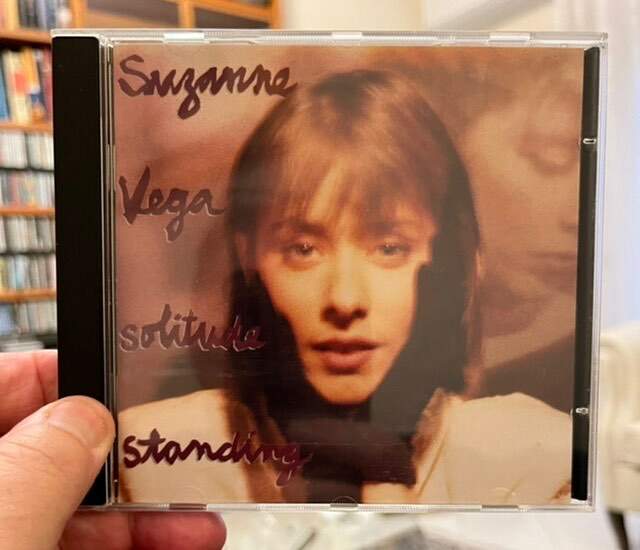 Suzanne
Vega
solitude
standing